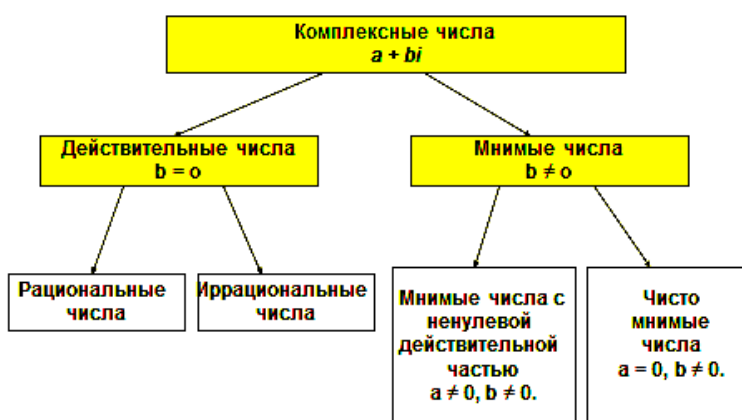 Комплексные числа
a + bi
Действительные числа
b = o
Мнимые числа
b ≠ o
Рациональные
числа
Иррациональные
числа
Мнимые числа с
ненулевой
действительной
частью
a ≠ 0, b ≠ 0.
Чисто
мнимые
числа
a = 0, b ≠ 0.